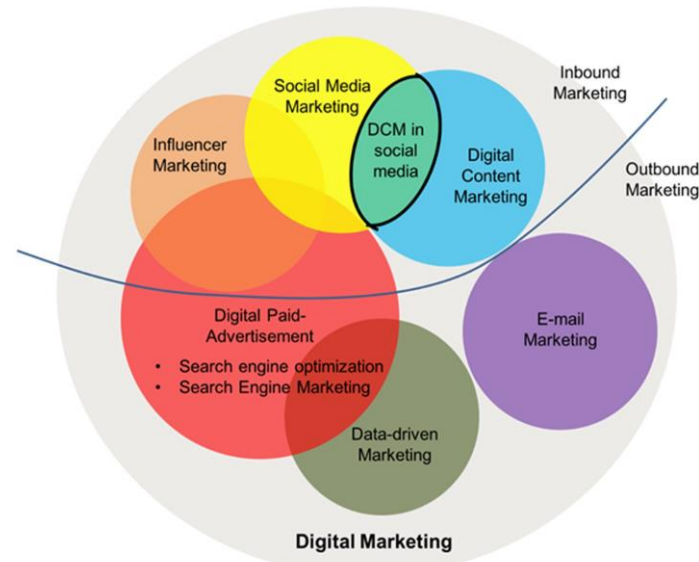 Social Media
Marketing
Inbound
Marketing
DCM in
social
media
Influencer
Marketing
Digital
Content
Marketing
Outbound
Marketing
Digital Paid-
Advertisement
• Search engine optimization
• Search Engine Marketing
E-mail
Marketing
Data-driven
Marketing
Digital Marketing